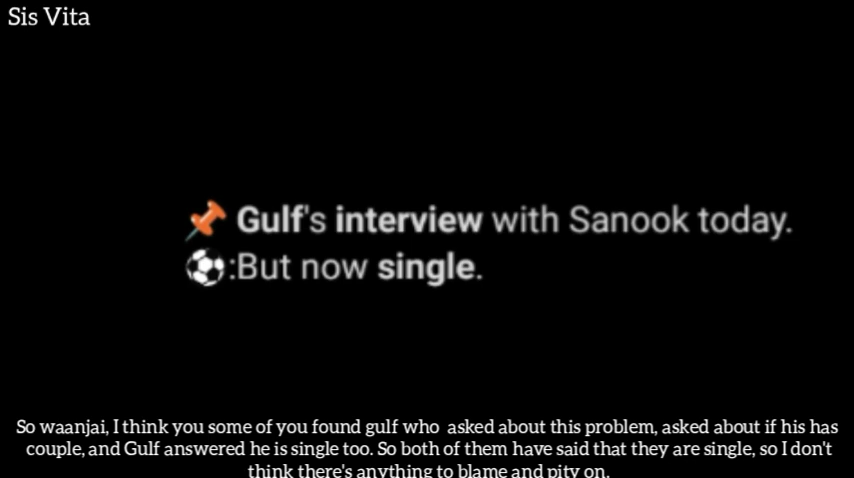 Sis Vita
📌 Gulf's interview with Sanook today.
⚽:But now single.
So waanjai, I think you some of you found gulf who asked about this problem, asked about if his has
couple, and Gulf answered he is single too. So both of them have said that they are single, so I don't
think there's anything to blame and pity on.